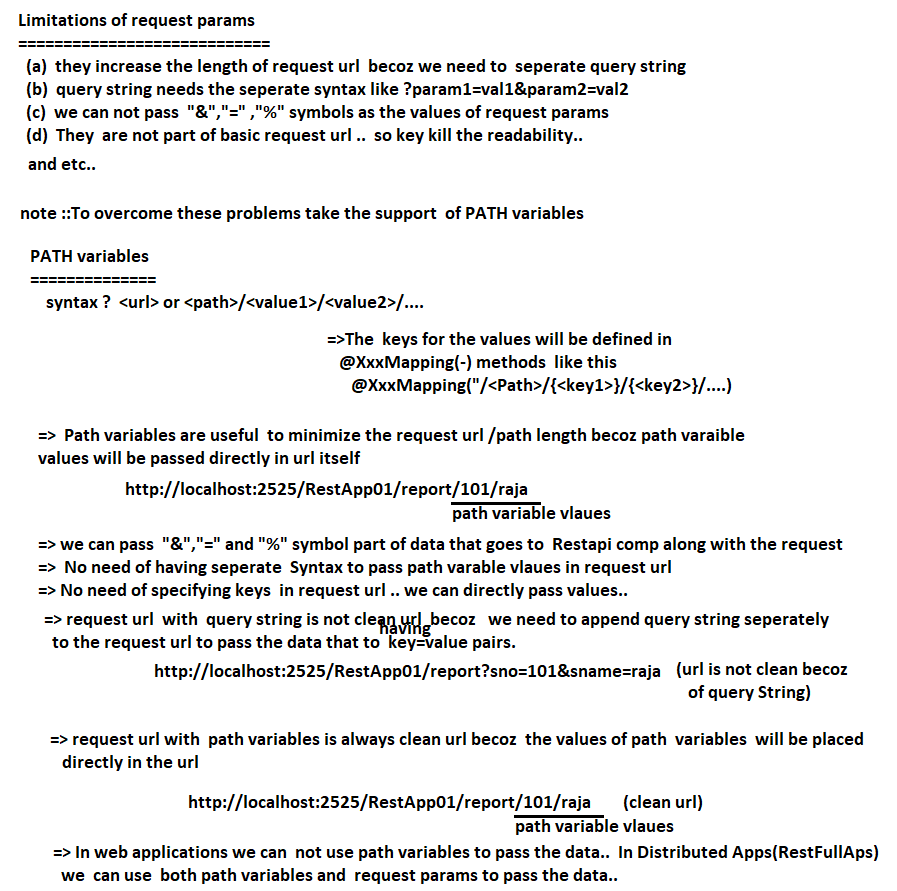 Limitations of request params
============================
(a) they increase the length of request url becoz we need to seperate query string
(b) query string needs the seperate syntax like ?param1=val1&param2=val2
(c) we can not pass "&","=" ,"%" symbols as the values of request params
(d) They are not part of basic request url .. so key kill the readability..
and etc..
note ::To overcome these problems take the support of PATH variables
PATH variables
==============
syntax ? <url> or <path>/<value1>/<value2>/....
=>The keys for the values will be defined in
@XxxMapping(-) methods like this
@XxxMapping("/<Path>/{<key1>}/{<key2>}/....)
=> Path variables are useful to minimize the request url /path length becoz path varaible
values will be passed directly in url itself
http://localhost:2525/RestApp01/report/101/raja
path variable vlaues
=> we can pass "&","=" and "%" symbol part of data that goes to Restapi comp along with the request
=> No need of having seperate Syntax to pass path varable vlaues in request url
=> No need of specifying keys in request url .. we can directly pass values..
=> request url with query string is not clean url becoz we need to append query string seperately
having
to the request url to pass the data that to key=value pairs.
http://localhost:2525/RestApp01/report?sno=101&sname=raja (url is not clean becoz
of query String)
=> request url with path variables is always clean url becoz the values of path variables will be placed
directly in the url
http://localhost:2525/RestApp01/report/101/raja (clean url)
path variable vlaues
=> In web applications we can not use path variables to pass the data.. In Distributed Apps(RestFullAps)
we can use both path variables and request params to pass the data..